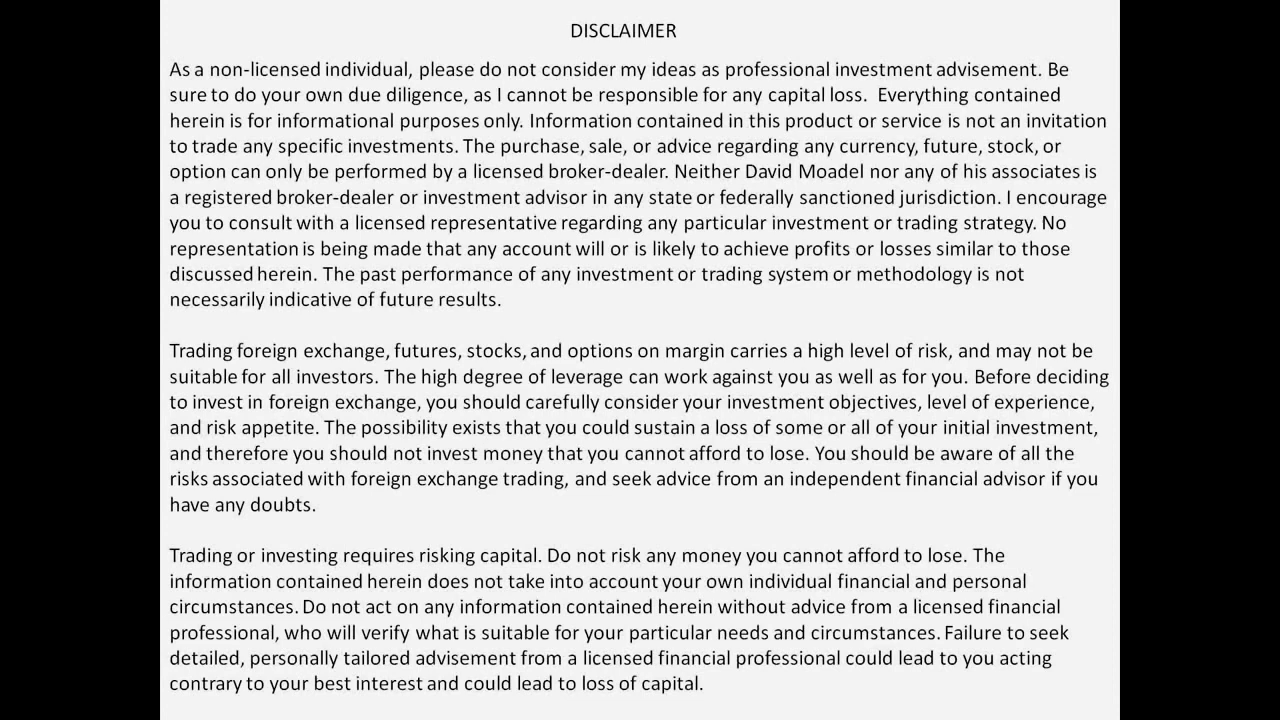 DISCLAIMER
As a non-licensed individual, please do not consider my ideas as professional investment advisement. Be
sure to do your own due diligence, as I cannot be responsible for any capital loss.  Everything contained
herein is for informational purposes only. Information contained in this product or service is not an invitation
to trade any specific investments. The purchase, sale, or advice regarding any currency, future, stock, or
option can only be performed by a licensed broker-dealer. Neither David Moadel nor any of his associates is
a registered broker-dealer or investment advisor in any state or federally sanctioned jurisdiction. I encourage
you to consult with a licensed representative regarding any particular investment or trading strategy. No
representation is being made that any account will or is likely to achieve profits or losses similar to those
discussed herein. The past performance of any investment or trading system or methodology is not
necessarily indicative of future results.
Trading foreign exchange, futures, stocks, and options on margin carries a high level of risk, and may not be
suitable for all investors. The high degree of leverage can work against you as well as for you. Before deciding
to invest in foreign exchange, you should carefully consider your investment objectives, level of experience,
and risk appetite. The possibility exists that you could sustain a loss of some or all of your initial investment,
and therefore you should not invest money that you cannot afford to lose. You should be aware of all the
risks associated with foreign exchange trading, and seek advice from an independent financial advisor if you
have any doubts.
Trading or investing requires risking capital. Do not risk any money you cannot afford to lose. The
information contained herein does not take into account your own individual financial and personal
circumstances. Do not act on any information contained herein without advice from a licensed financial
professional, who will verify what is suitable for your particular needs and circumstances. Failure to seek
detailed, personally tailored advisement from a licensed financial professional could lead to you acting
contrary to your best interest and could lead to loss of capital.